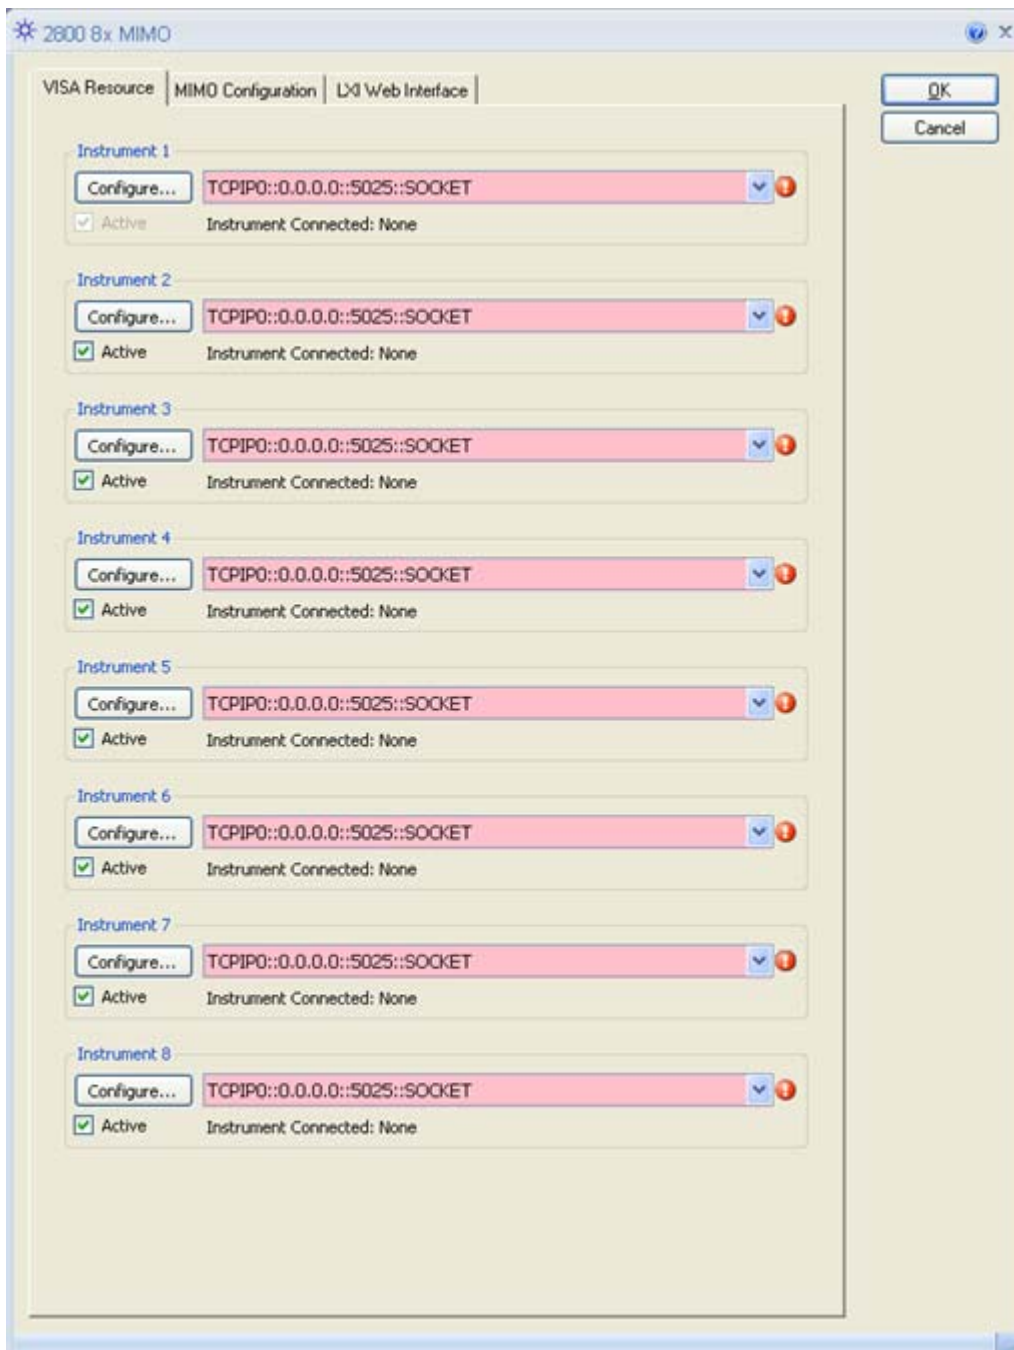 2800 8x MIMO
VISA Resource MIMO Configuration LXI Web Interface
OK
Cancel
Instrument 1
Configure... TCPIP0::0.0.0.0::5025::SOCKET
Active Instrument Connected: None
Instrument 2
Configure... TCPIP0::0.0.0.0::5025::SOCKET
Active Instrument Connected: None
Instrument 3
Configure... TCPIP0::0.0.0.0::5025::SOCKET
Active Instrument Connected: None
Instrument 4
Configure... TCPIP0::0.0.0.0::5025::SOCKET
Active Instrument Connected: None
Instrument 5
Configure... TCPIP0::0.0.0.0::5025::SOCKET
Active Instrument Connected: None
Instrument 6
Configure... TCPIP0::0.0.0.0::5025::SOCKET
Active Instrument Connected: None
Instrument 7
Configure... TCPIP0::0.0.0.0::5025::SOCKET
Active Instrument Connected: None
Instrument 8
Configure... TCPIP0::0.0.0.0::5025::SOCKET
Active Instrument Connected: None